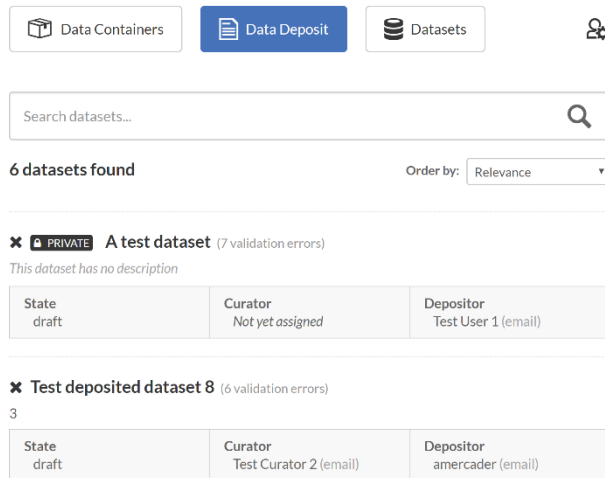 Data Containers Data Deposit Datasets
Search datasets...
6 datasets found Order by: Relevance
PRIVATE A test dataset (7 validation errors)
This dataset has no description
State Curator Depositor
draft Not yet assigned Test User 1 (email)
Test deposited dataset 8 (6 validation errors)
3
State Curator Depositor
draft Test Curator 2 (email) amercader (email)